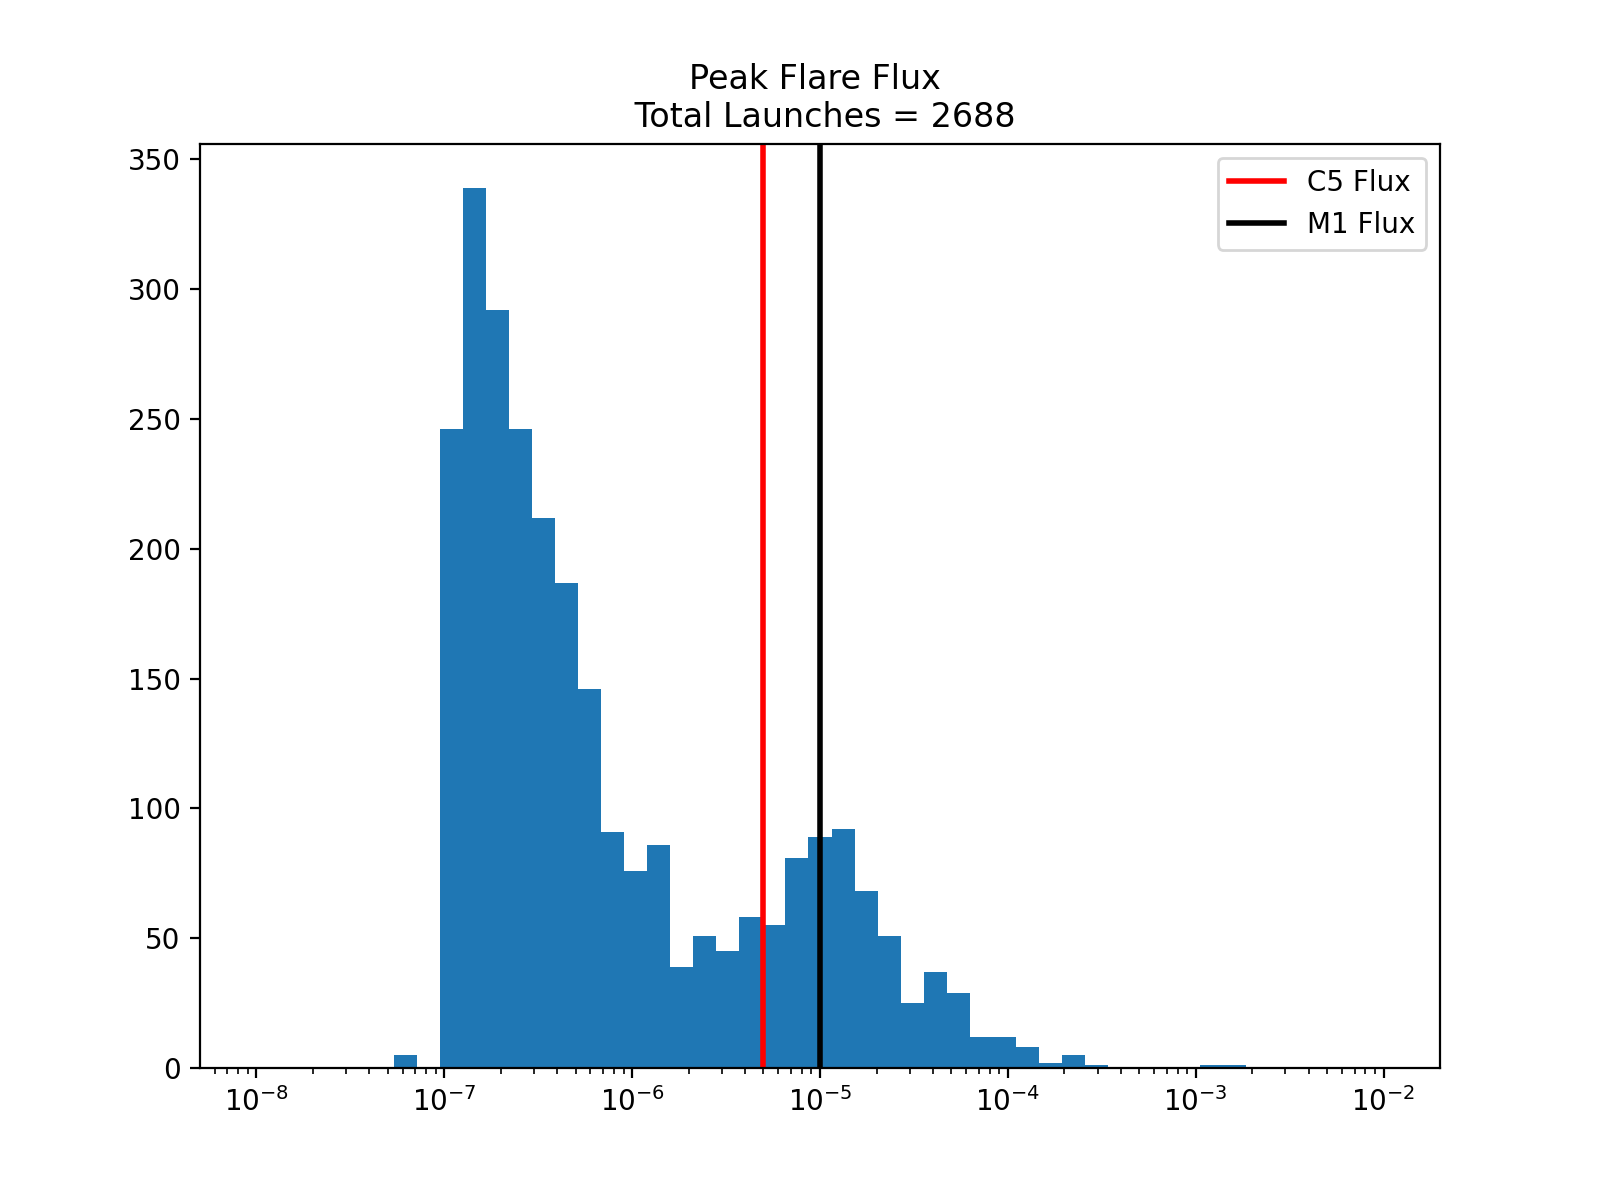 Peak Flare Flux
Total Launches = 2688
C5 Flux
M1 Flux
350
300
250
200
150
100
50
0
10⁻⁸ 10⁻⁷ 10⁻⁶ 10⁻⁵ 10⁻⁴ 10⁻³ 10⁻²